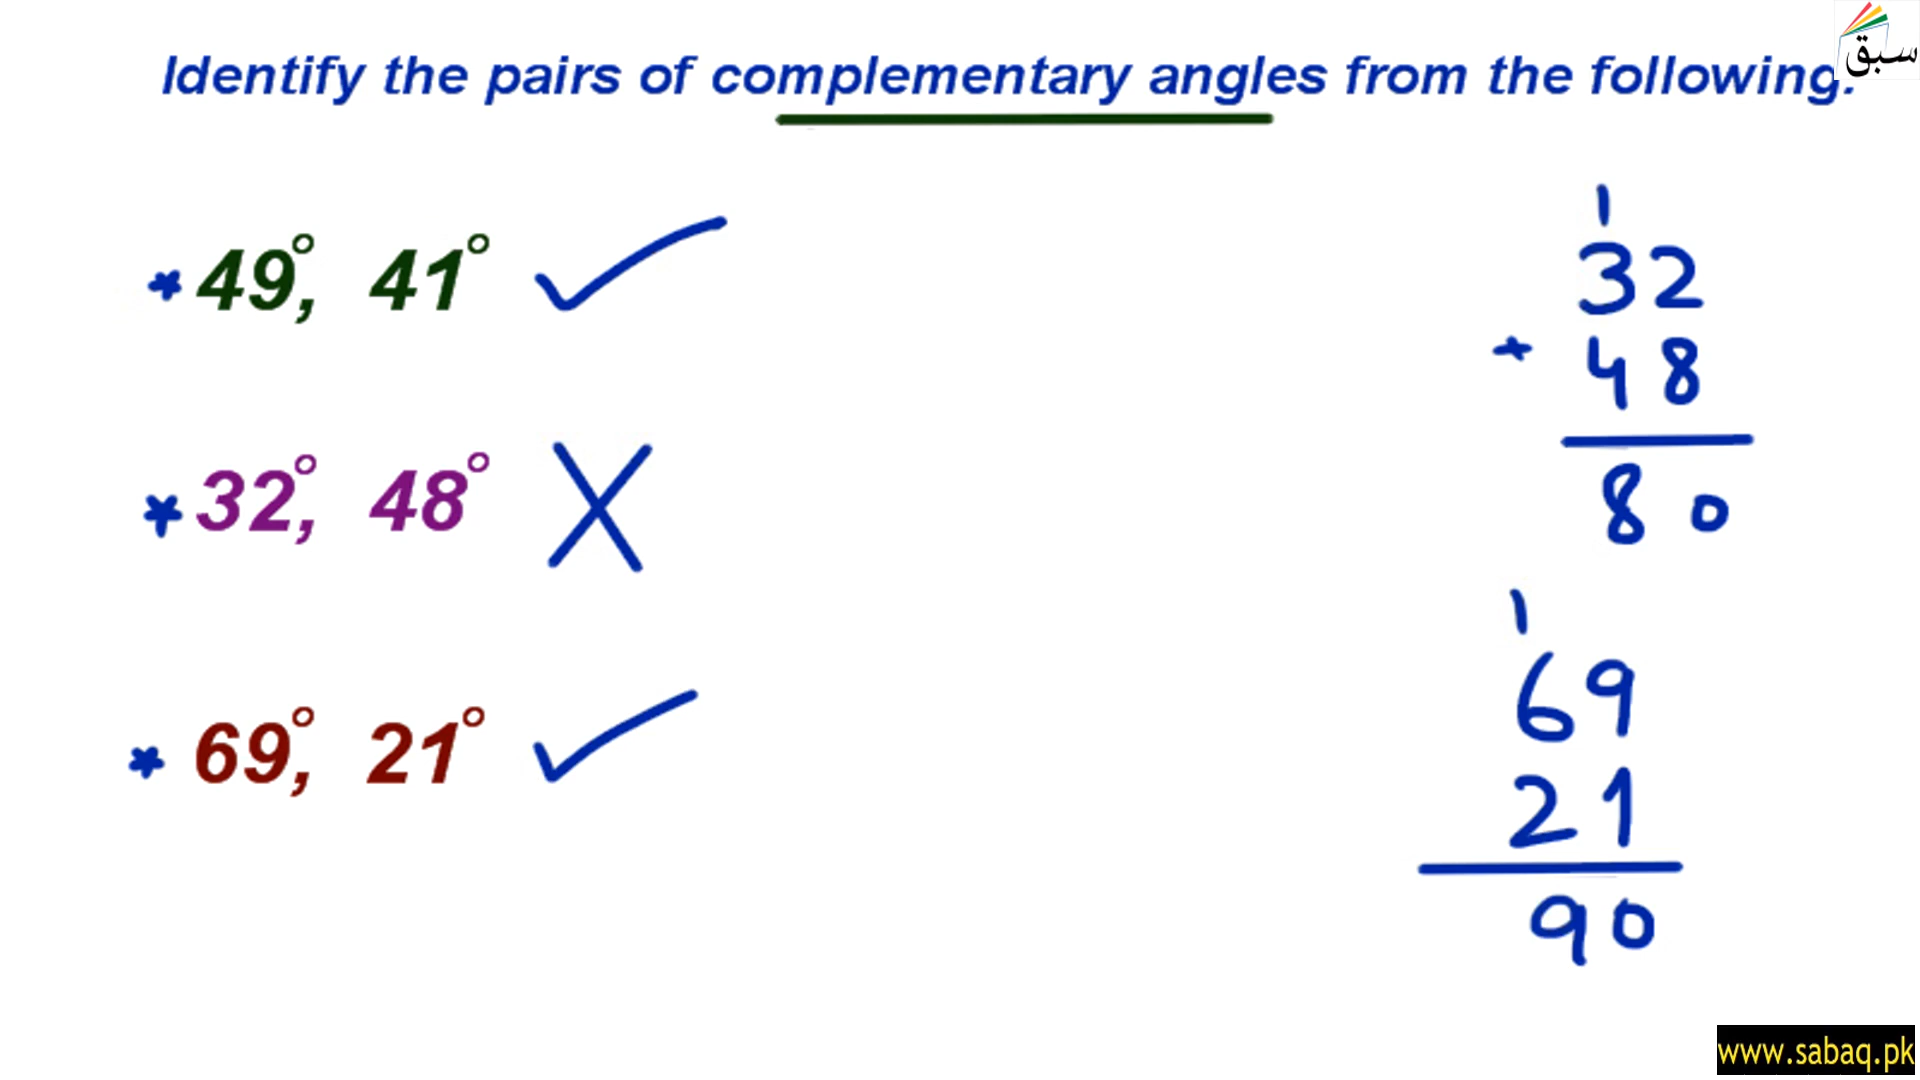 سبق
Identify the pairs of complementary angles from the following.
* 49°, 41° ✓
* 32°, 48° X
* 69°, 21° ✓
1
32
+ 48
80
1
69
21
90
www.sabaq.pk